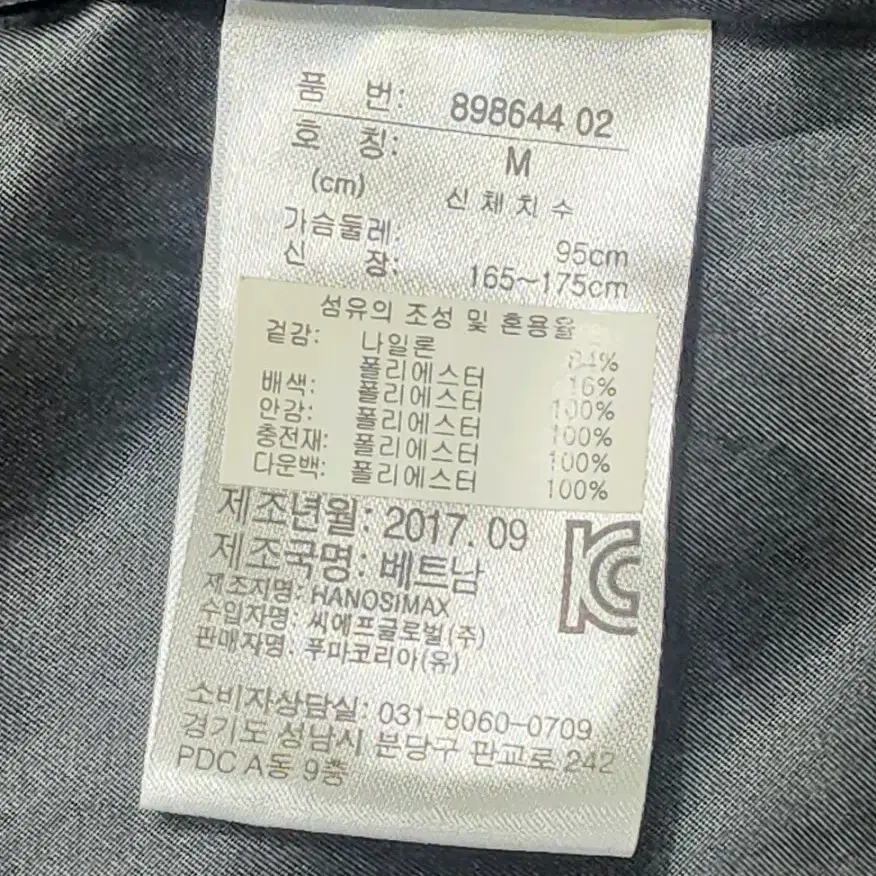 품 번: 898644 02
호 칭: M
(cm) 신체치수
가슴둘레: 95cm
신 장: 165~175cm
섬유의 조성 및 혼용율
겉감: 나일론 84%
폴리에스터 16%
배색: 폴리에스터 100%
안감: 폴리에스터 100%
충전재: 폴리에스터 100%
다운백: 폴리에스터 100%
제조년월: 2017. 09
제조국명: 베트남
제조자명: HANOSIMAX
수입자명: 씨에프글로벌(주)
판매자명: 푸마코리아(유)
소비자상담실: 031-8060-0709
경기도 성남시 분당구 판교로 242
PDC A동 9층
KC